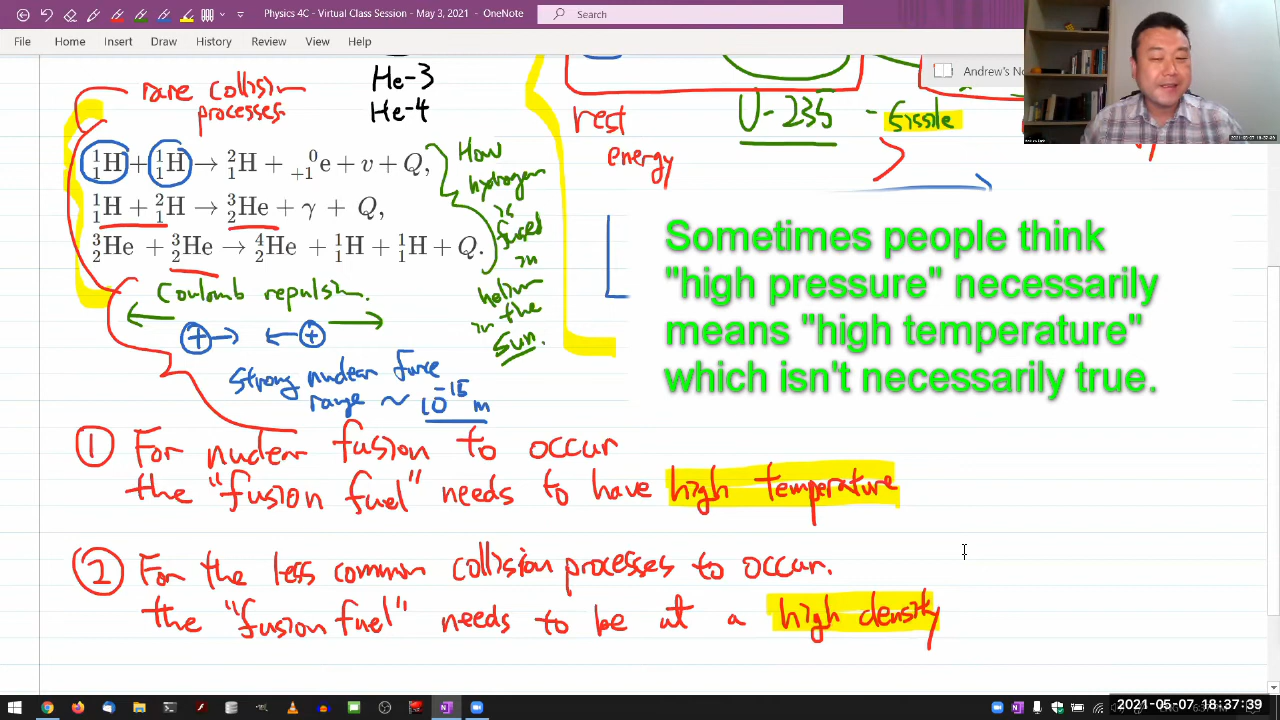 Physics 4C - Virtual Class Session - May 3, 2021 - OneNote
Search
File Home Insert Draw History Review View Help
Andrew's No
He-3
He-4
rare collision
processes
¹₁H + ¹₁H → ²₁H + ⁰₊₁e + v + Q,
¹₁H + ²₁H → ³₂He + γ + Q,
³₂He + ³₂He → ⁴₂He + ¹₁H + ¹₁H + Q.
How
hydrogen
is
fused
in
helium
in the
Sun.
rest
energy
U-235 - fissile
Sometimes people think
"high pressure" necessarily
means "high temperature"
which isn't necessarily true.
Coulomb repulsion.
+ +
strong nuclear force
range ~ 10⁻¹⁵ m
① For nuclear fusion to occur
the "fusion fuel" needs to have high temperature
② For the less common collision processes to occur.
the "fusion fuel" needs to be at a high density
2021-05-07 18:37:39